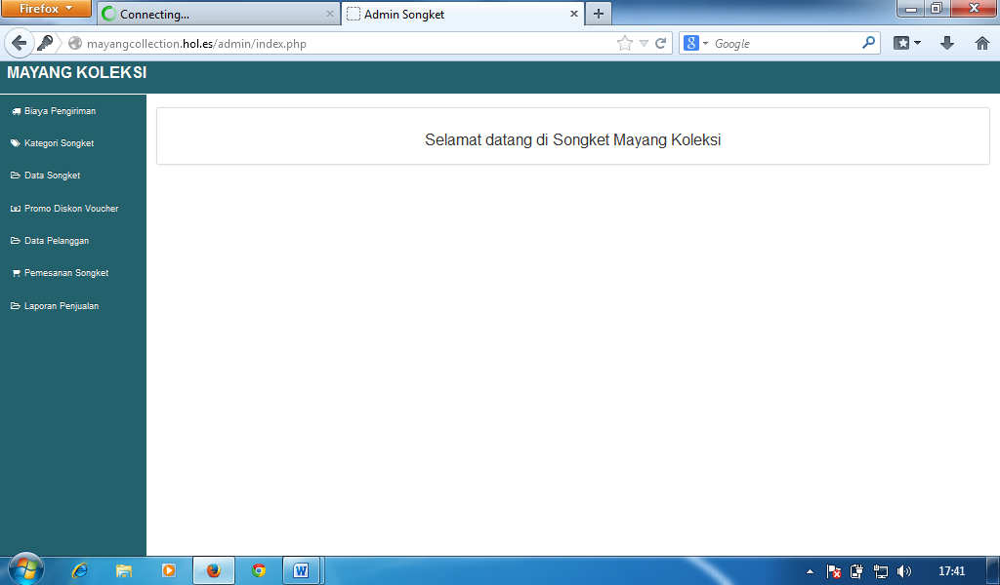 Firefox
Connecting...
Admin Songket
mayangcollection.hol.es/admin/index.php
Google
MAYANG KOLEKSI
Biaya Pengiriman
Kategori Songket
Data Songket
Promo Diskon Voucher
Data Pelanggan
Pemesanan Songket
Laporan Penjualan
Selamat datang di Songket Mayang Koleksi
17:41